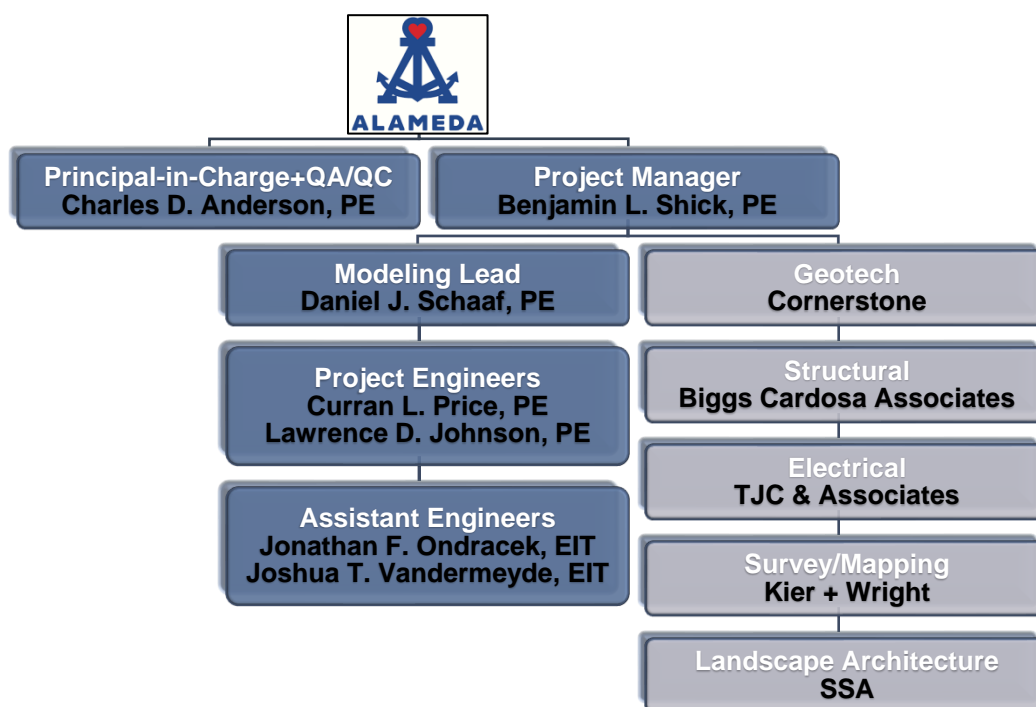 ALAMEDA
Principal-in-Charge+QA/QC
Charles D. Anderson, PE
Project Manager
Benjamin L. Shick, PE
Modeling Lead
Daniel J. Schaaf, PE
Project Engineers
Curran L. Price, PE
Lawrence D. Johnson, PE
Assistant Engineers
Jonathan F. Ondracek, EIT
Joshua T. Vandermeyde, EIT
Geotech
Cornerstone
Structural
Biggs Cardosa Associates
Electrical
TJC & Associates
Survey/Mapping
Kier + Wright
Landscape Architecture
SSA